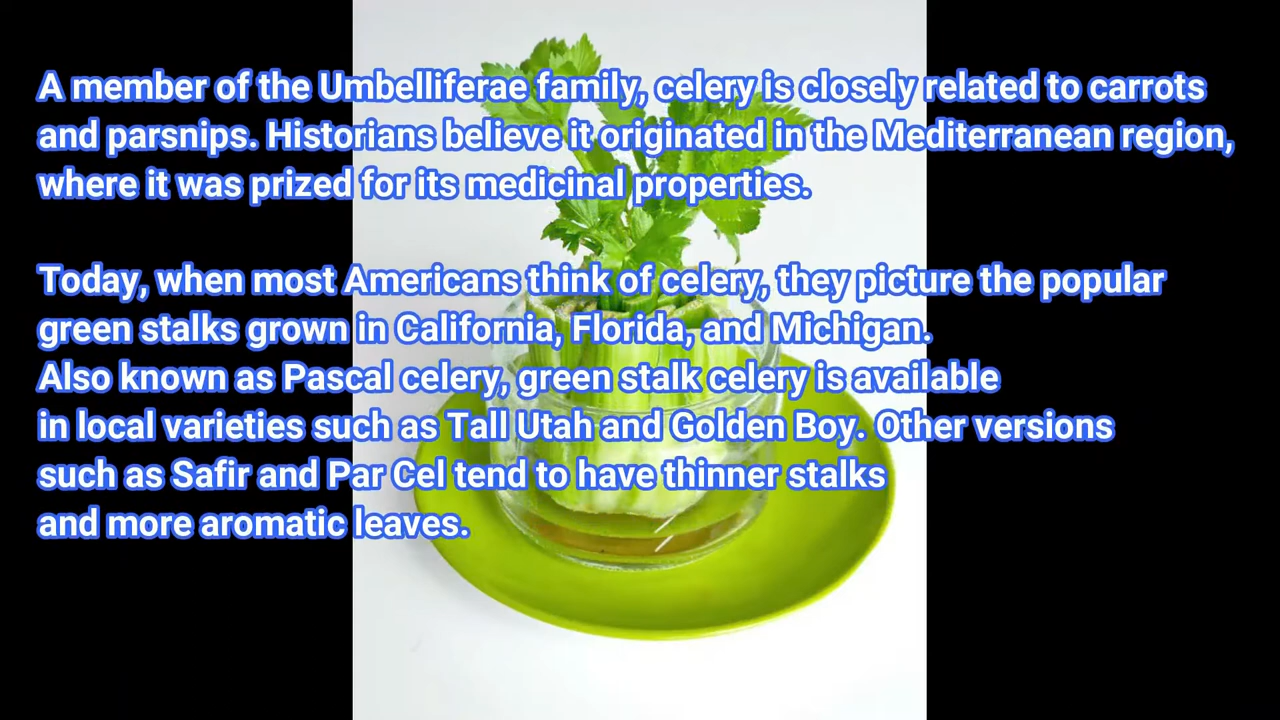 A member of the Umbelliferae family, celery is closely related to carrots
and parsnips. Historians believe it originated in the Mediterranean region,
where it was prized for its medicinal properties.
Today, when most Americans think of celery, they picture the popular
green stalks grown in California, Florida, and Michigan.
Also known as Pascal celery, green stalk celery is available
in local varieties such as Tall Utah and Golden Boy. Other versions
such as Safir and Par Cel tend to have thinner stalks
and more aromatic leaves.